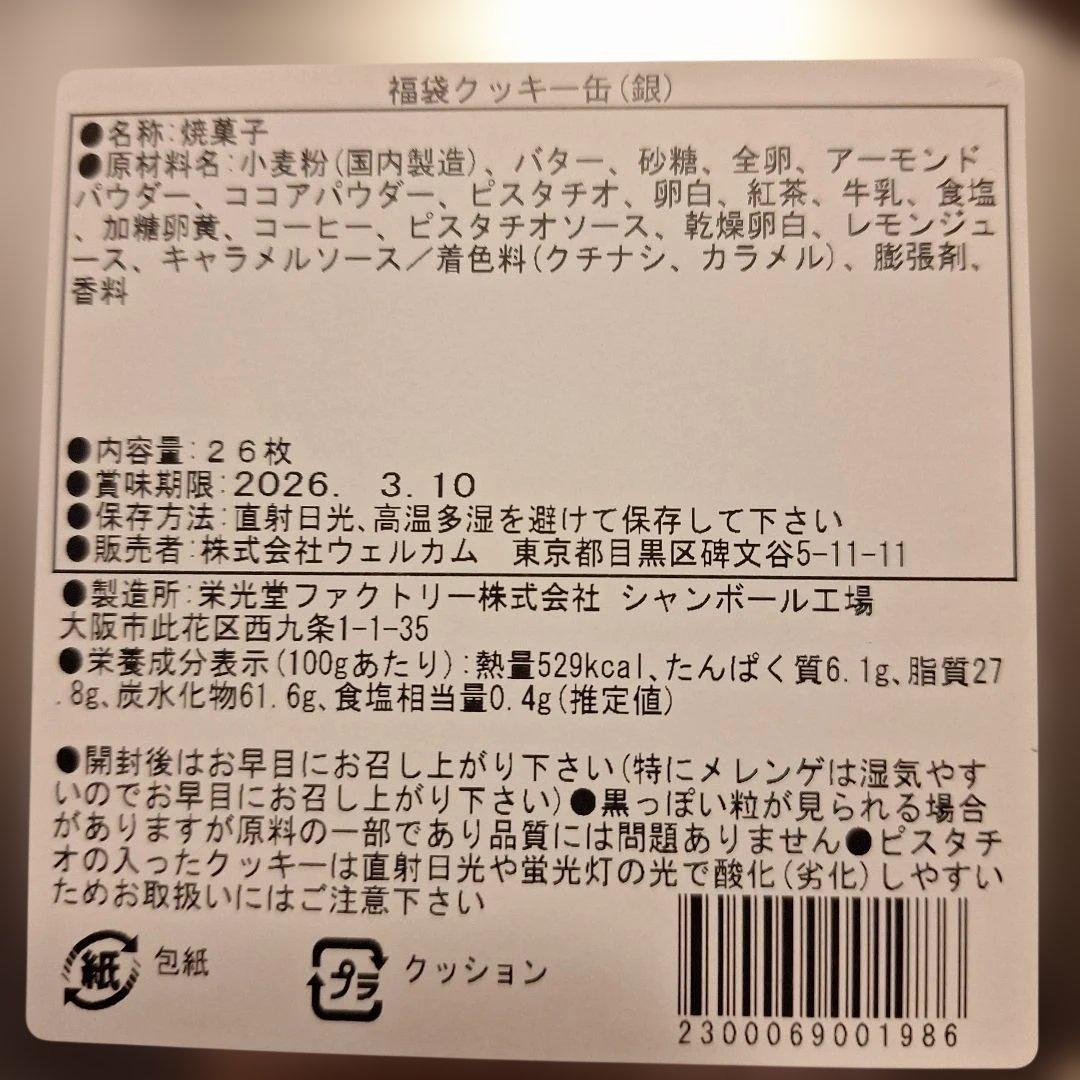 福袋クッキー缶(銀)
●名称:焼菓子
●原材料名:小麦粉(国内製造)、バター、砂糖、全卵、アーモンド
パウダー、ココアパウダー、ピスタチオ、卵白、紅茶、牛乳、食塩
、加糖卵黄、コーヒー、ピスタチオソース、乾燥卵白、レモンジュ
ース、キャラメルソース/着色料(クチナシ、カラメル)、膨張剤、
香料
●内容量:26枚
●賞味期限:2026. 3.10
●保存方法:直射日光、高温多湿を避けて保存して下さい
●販売者:株式会社ウェルカム 東京都目黒区碑文谷5-11-11
●製造所:栄光堂ファクトリー株式会社 シャンボール工場
大阪市此花区西九条1-1-35
●栄養成分表示(100gあたり):熱量529kcal、たんぱく質6.1g、脂質27
.8g、炭水化物61.6g、食塩相当量0.4g(推定値)
●開封後はお早目にお召し上がり下さい(特にメレンゲは湿気やす
いのでお早目にお召し上がり下さい)●黒っぽい粒が見られる場合
がありますが原料の一部であり品質には問題ありません●ピスタチ
オの入ったクッキーは直射日光や蛍光灯の光で酸化(劣化)しやすい
ためお取扱いにはご注意下さい
紙 包紙 プラ クッション
2300069001986